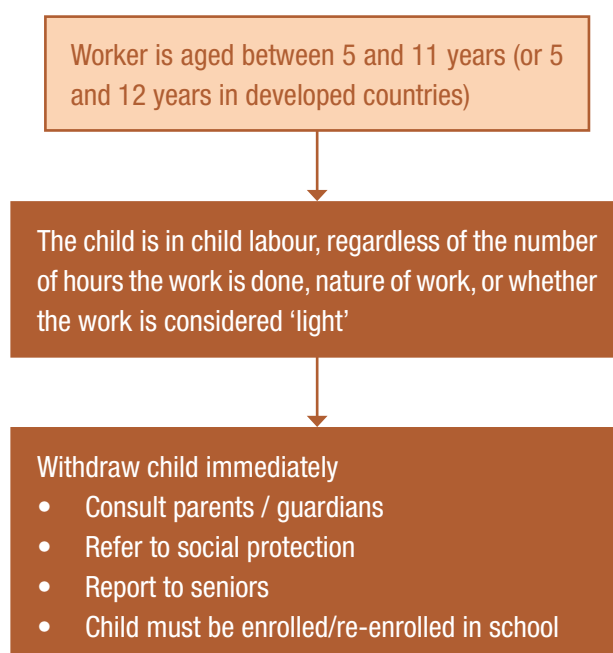 Worker is aged between 5 and 11 years (or 5
and 12 years in developed countries)
The child is in child labour, regardless of the number
of hours the work is done, nature of work, or whether
the work is considered ‘light’
Withdraw child immediately
• Consult parents / guardians
• Refer to social protection
• Report to seniors
• Child must be enrolled/re-enrolled in school